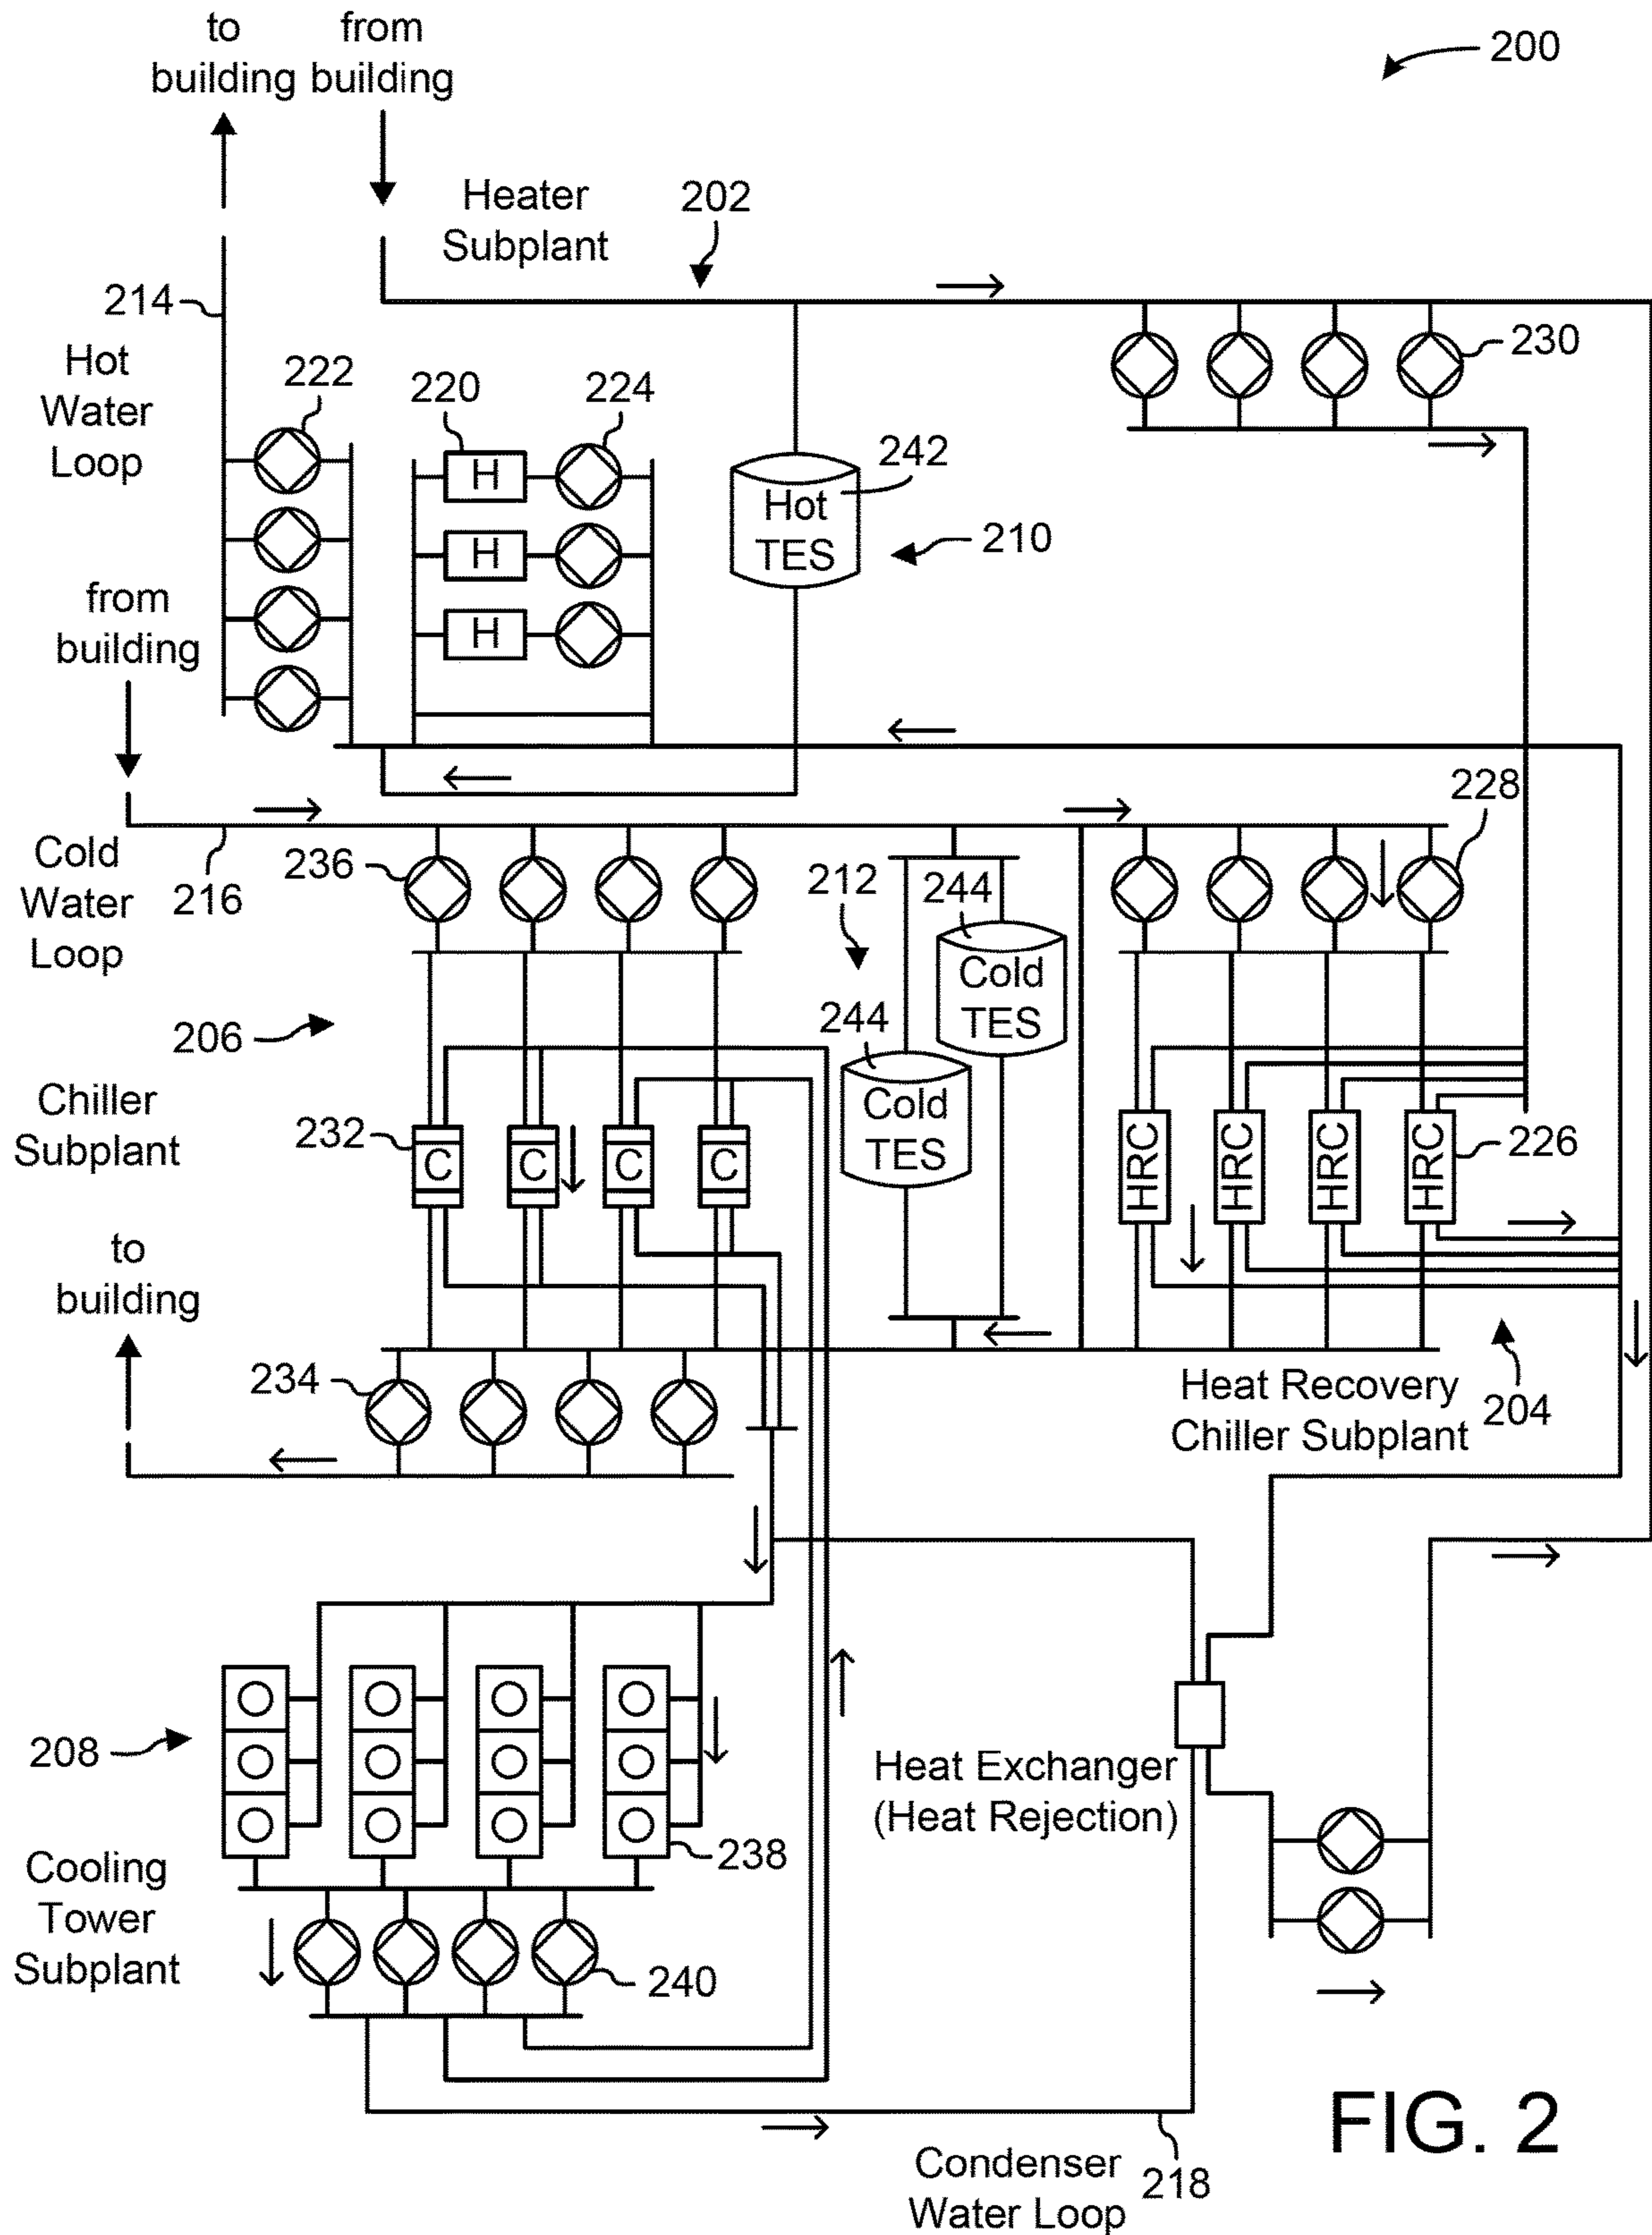 to
building
from
building
200
Heater
Subplant
202
214
Hot
Water
Loop
222
220
224
230
H
H
H
Hot
TES
242
210
from
building
228
Cold
Water
Loop
216
236
212
244
Cold
TES
244
Cold
TES
206
Chiller
Subplant
232
C
C
C
C
HRC
HRC
HRC
HRC
226
to
building
234
Heat Recovery
Chiller Subplant
204
208
Heat Exchanger
(Heat Rejection)
238
Cooling
Tower
Subplant
240
Condenser
Water Loop
218
FIG. 2